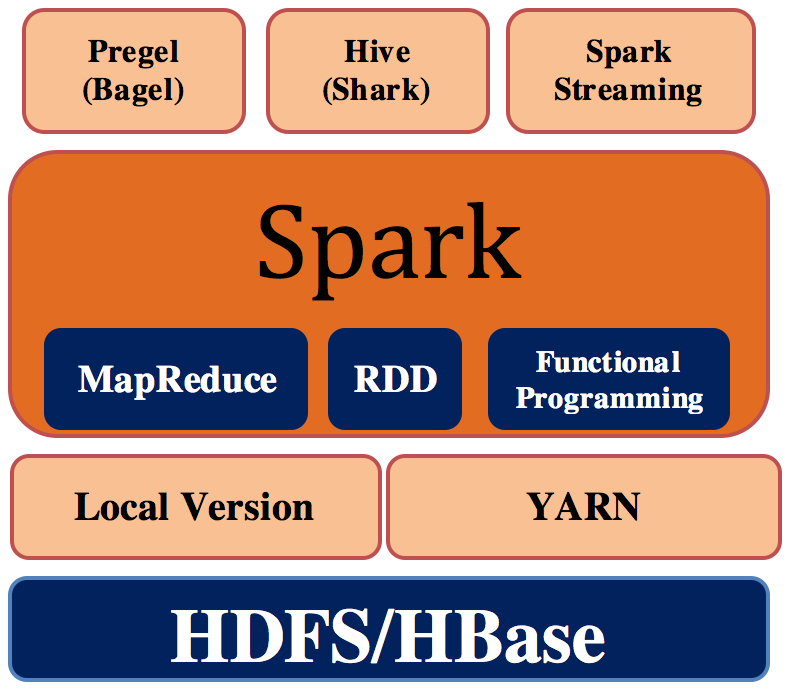 Pregel
(Bagel)
Hive
(Shark)
Spark
Streaming
Spark
MapReduce
RDD
Functional
Programming
Local Version
YARN
HDFS/HBase